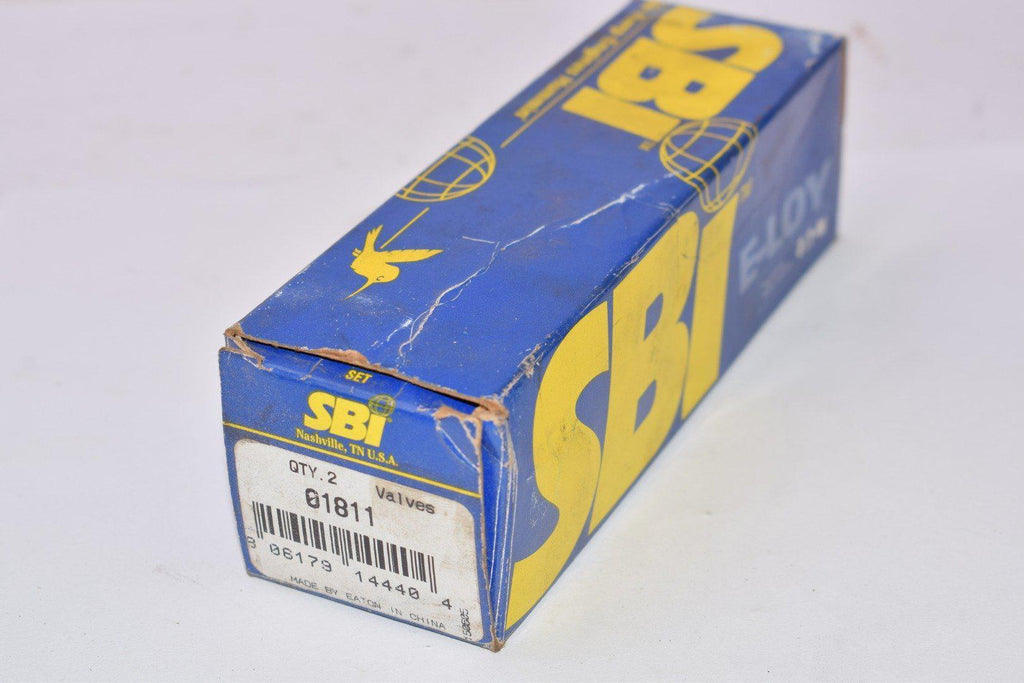 SBI
SET
SBI
Nashville, TN U.S.A.
QTY.2 Valves
01811
8 06179 14440 4
MADE BY EATON IN CHINA
SBI
E-LOY